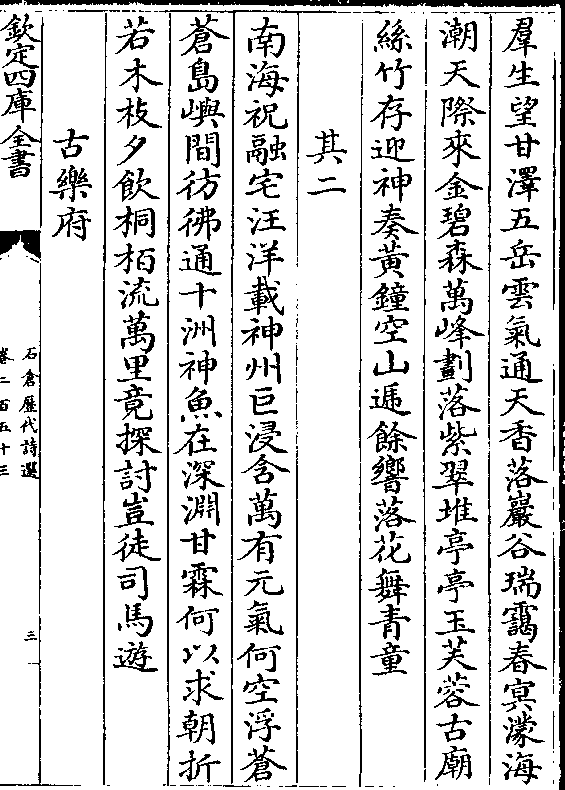 羣生望甘澤五岳雲氣通天香落巖谷瑞靄春冥濛海
潮天際來金碧森萬峰劃落紫翠堆亭亭玉芙蓉古廟
絲竹存迎神奏黃鐘空山遞餘響落花舞青童
其二
南海祝融宅汪洋載神州巨浸含萬有元氣何空浮蒼
蒼島嶼間彷彿通十洲神魚在深淵甘霖何以求朝折
若木枝夕飲桐栢流萬里竟探討豈徒司馬遊
古樂府
欽定四庫全書
石倉歷代詩選
卷二百五十三
三